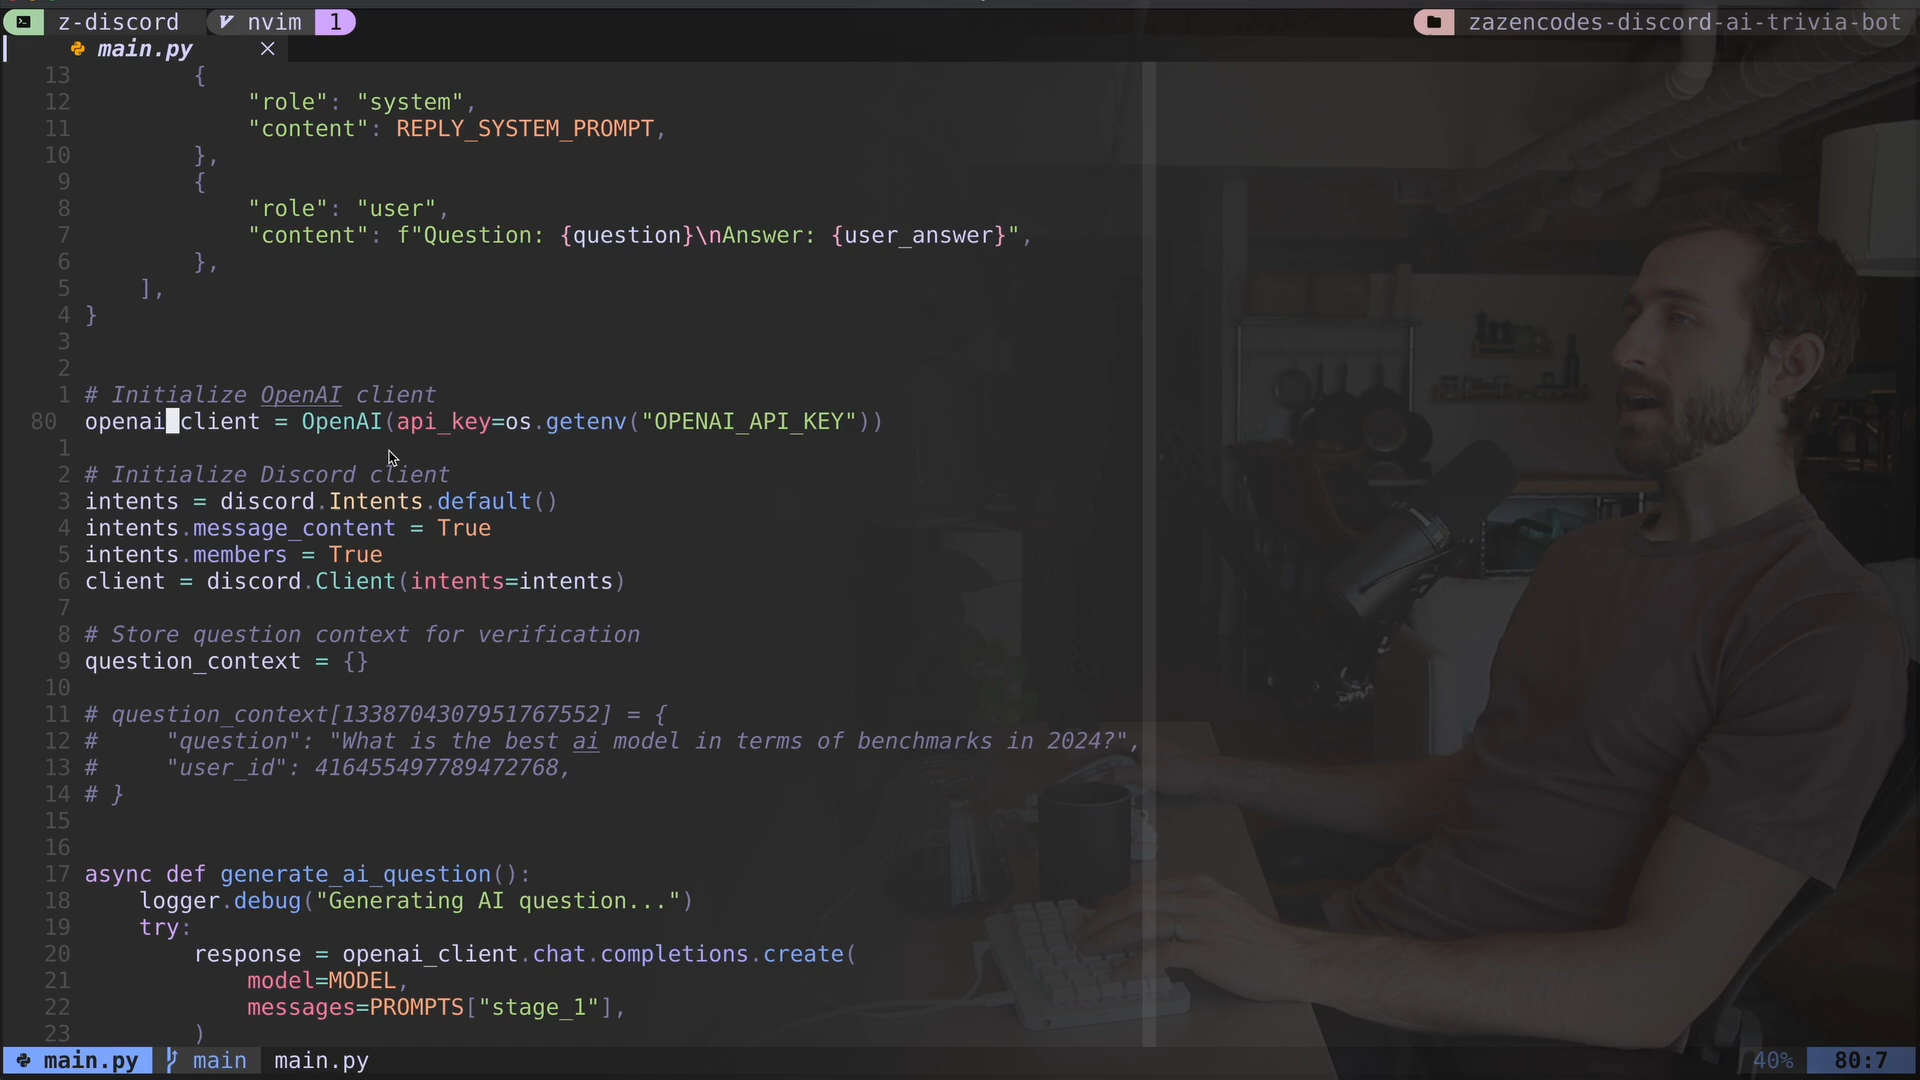 z-discord nvim 1 zazencodes-discord-ai-trivia-bot
main.py
13 {
12 "role": "system",
11 "content": REPLY_SYSTEM_PROMPT,
10 },
9 {
8 "role": "user",
7 "content": f"Question: {question}\nAnswer: {user_answer}",
6 },
5 ],
4 }
3
2
1 # Initialize OpenAI client
80 openai_client = OpenAI(api_key=os.getenv("OPENAI_API_KEY"))
1
2 # Initialize Discord client
3 intents = discord.Intents.default()
4 intents.message_content = True
5 intents.members = True
6 client = discord.Client(intents=intents)
7
8 # Store question context for verification
9 question_context = {}
10
11 # question_context[1338704307951767552] = {
12 # "question": "What is the best ai model in terms of benchmarks in 2024?",
13 # "user_id": 416455497789472768,
14 # }
15
16
17 async def generate_ai_question():
18 logger.debug("Generating AI question...")
19 try:
20 response = openai_client.chat.completions.create(
21 model=MODEL,
22 messages=PROMPTS["stage_1"],
23 )
main.py main main.py 40% 80:7